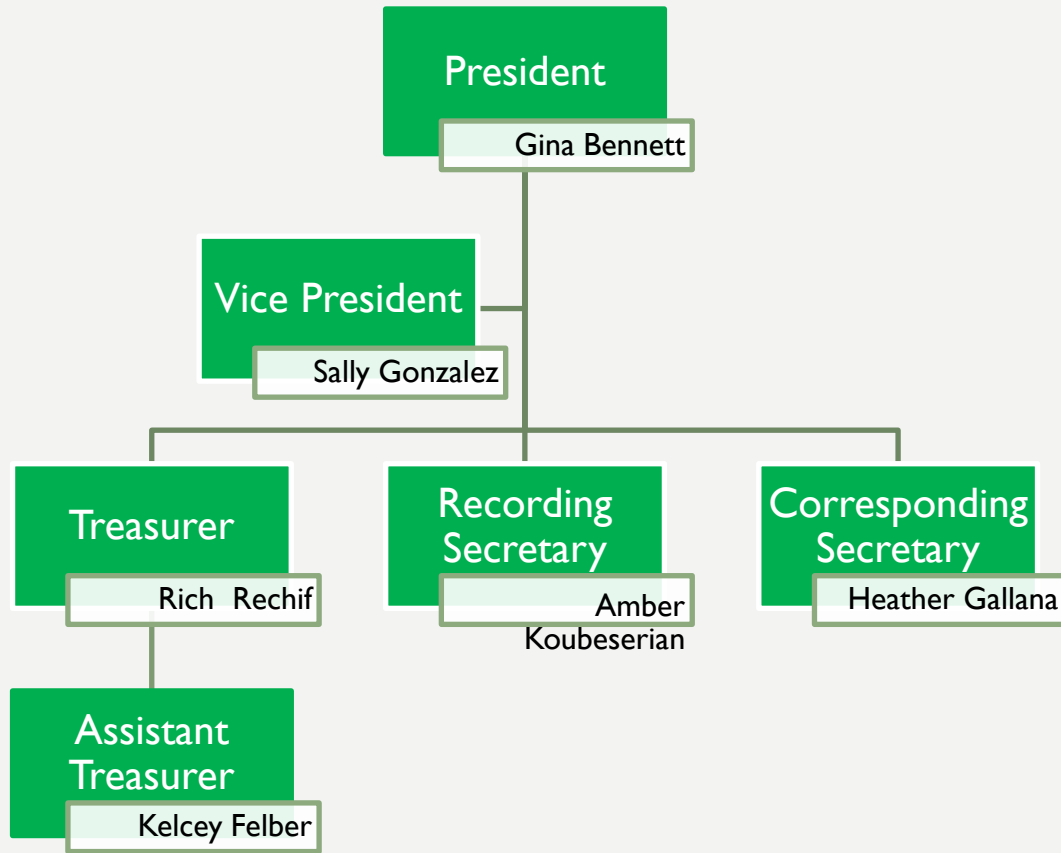 President
Gina Bennett
Vice President
Sally Gonzalez
Treasurer
Rich  Rechif
Recording
Secretary
Amber
Koubeserian
Corresponding
Secretary
Heather Gallana
Assistant
Treasurer
Kelcey Felber